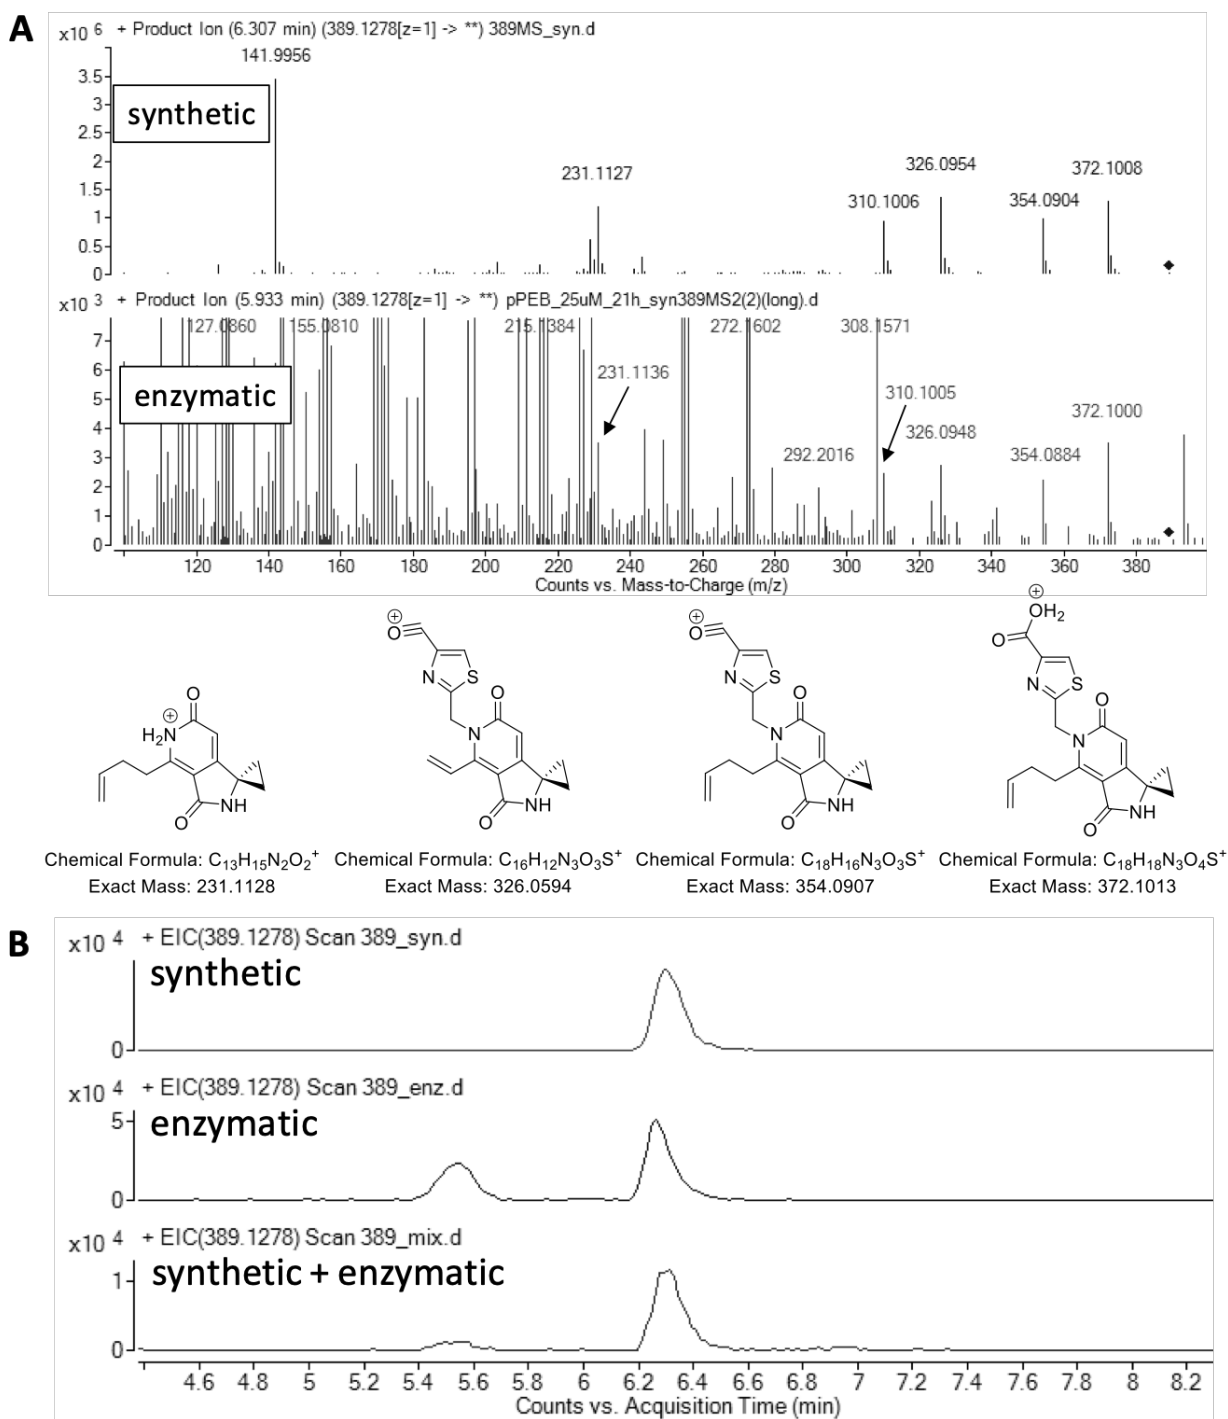 A
x10 6 + Product Ion (6.307 min) (389.1278[z=1] -> **) 389MS_syn.d
141.9956
3.5
synthetic
3
2.5
2
231.1127
326.0954
372.1008
1.5
310.1006
354.0904
1
0.5
0
x10 3 + Product Ion (5.933 min) (389.1278[z=1] -> **) pPEB_25uM_21h_syn389MS2(2)(long).d
127.0860 155.0810 215.1384 272.1602 308.1571
7
6
231.1136
enzymatic
310.1005
5
372.1000
4
326.0948
3
292.2016
354.0884
2
1
0
120 140 160 180 200 220 240 260 280 300 320 340 360 380
Counts vs. Mass-to-Charge (m/z)
O
H2N
O
O
NH
O
N
S
N
O
O
NH
O
N
S
N
O
O
NH
OH2
O
N
S
N
O
O
NH
Chemical Formula: C13H15N2O2+ Chemical Formula: C16H12N3O3S+ Chemical Formula: C18H16N3O3S+ Chemical Formula: C18H18N3O4S+
Exact Mass: 231.1128 Exact Mass: 326.0594 Exact Mass: 354.0907 Exact Mass: 372.1013
B
x10 4 + EIC(389.1278) Scan 389_syn.d
synthetic
0
x10 4 + EIC(389.1278) Scan 389_enz.d
5
enzymatic
0
x10 4 + EIC(389.1278) Scan 389_mix.d
synthetic + enzymatic
1
0
4.6 4.8 5 5.2 5.4 5.6 5.8 6 6.2 6.4 6.6 6.8 7 7.2 7.4 7.6 7.8 8 8.2
Counts vs. Acquisition Time (min)